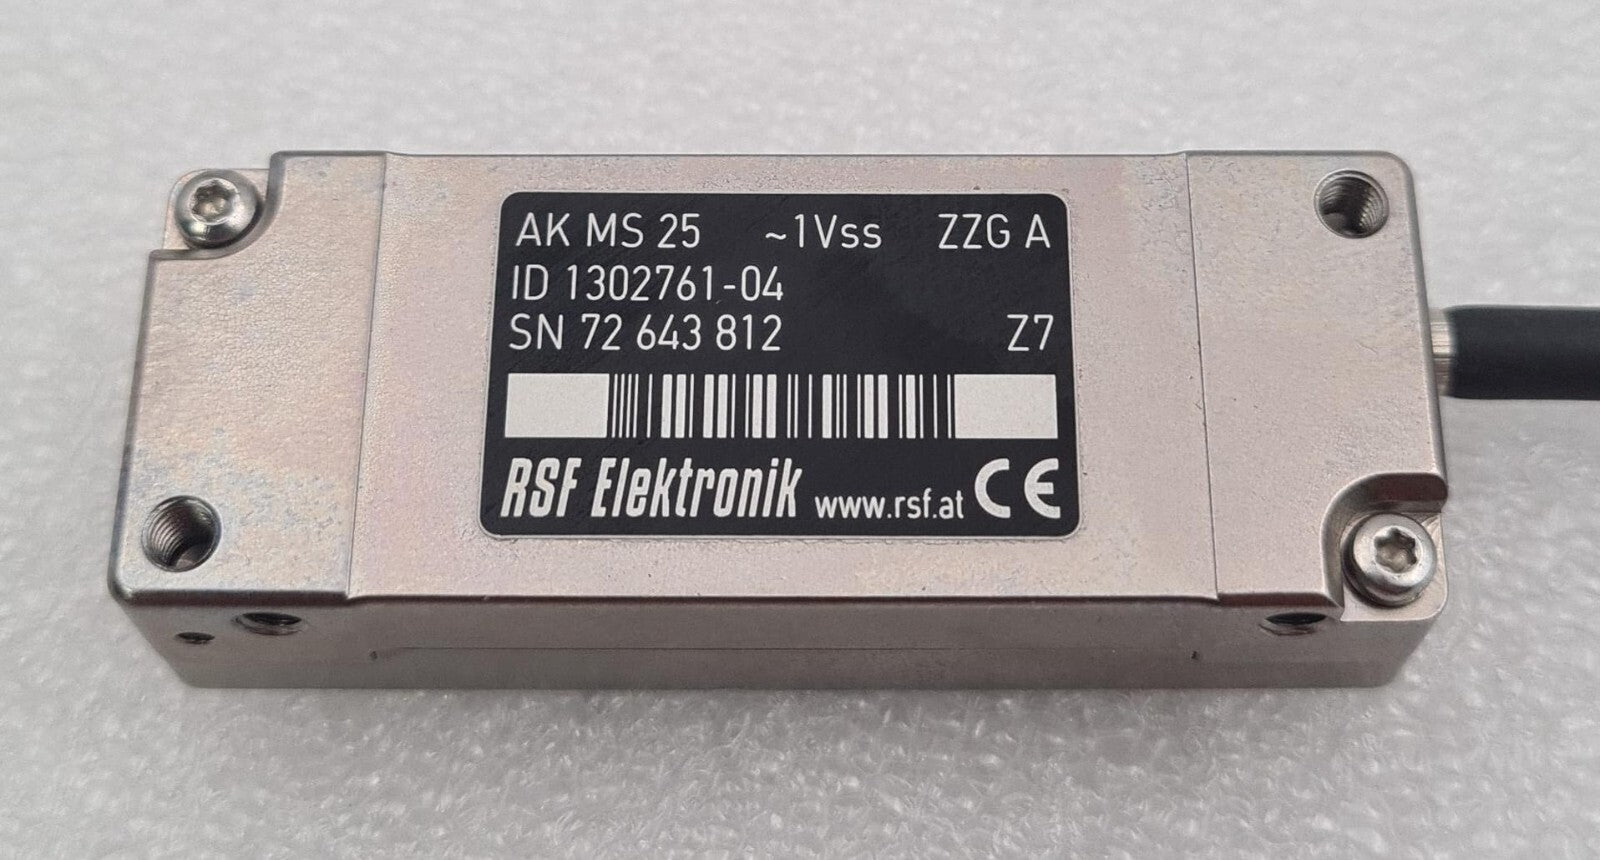 AK MS 25 ~1Vss ZZG A
ID 1302761-04
SN 72 643 812 Z7
RSF Elektronik www.rsf.at CE